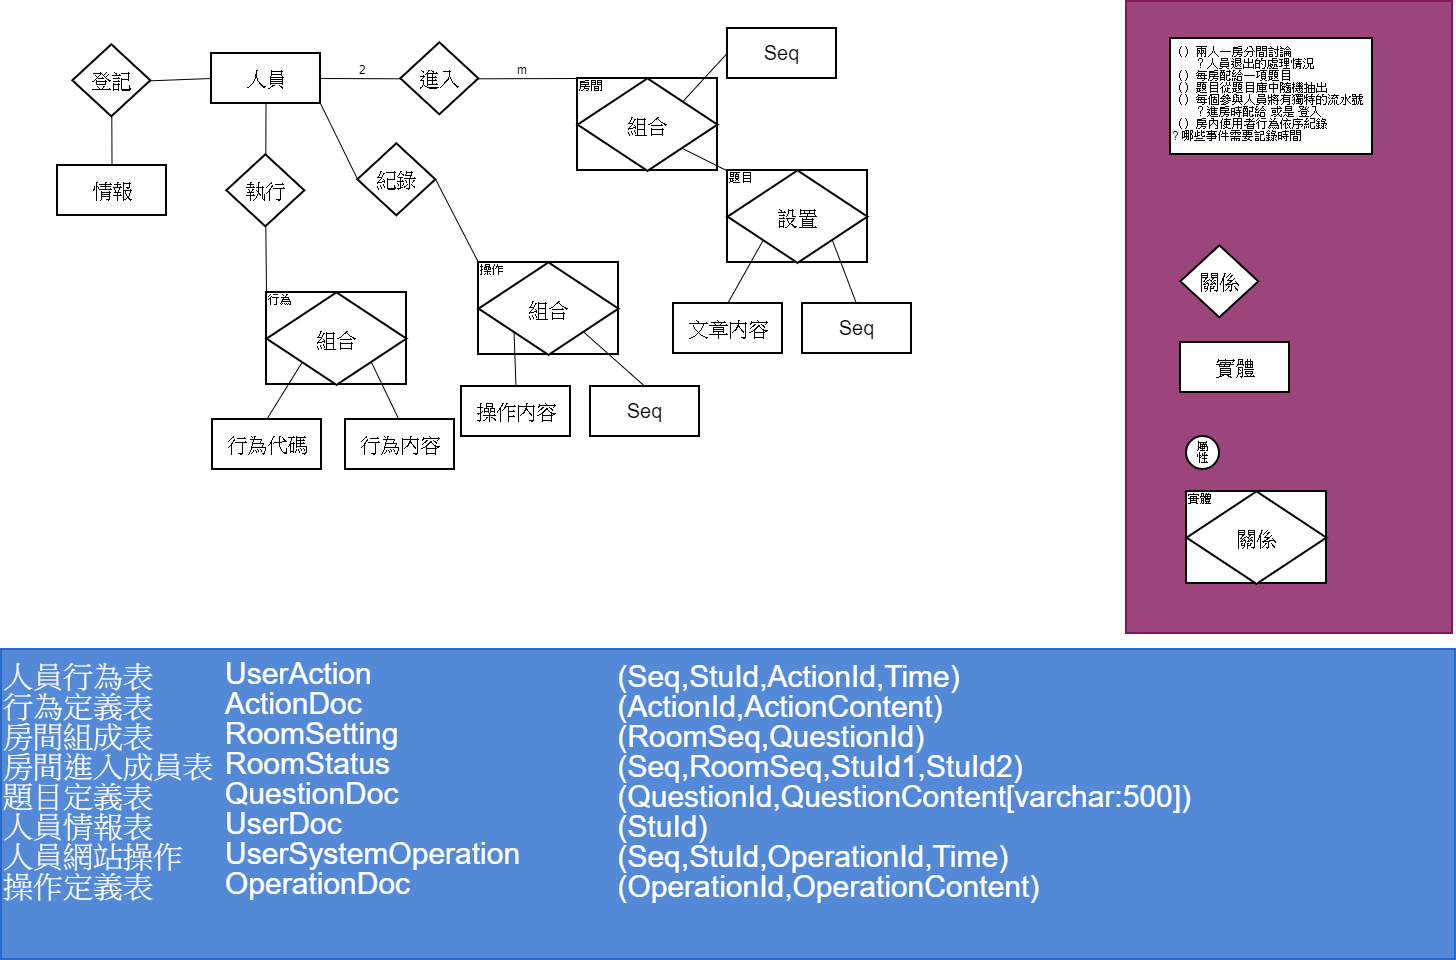 登記
人員
2
進入
m
Seq
房間
組合
情報
執行
紀錄
題目
設置
操作
組合
行為
組合
文章內容
Seq
操作內容
Seq
行為代碼
行為內容
（）兩人一房分間討論
？人員退出的處理情況
（）每房配給一項題目
（）題目從題目庫中隨機抽出
（）每個參與人員將有獨特的流水號
？進房時配給 或是 登入
（）房內使用者行為依序紀錄
？哪些事件需要記錄時間
關係
實體
屬性
實體
關係
人員行為表 UserAction (Seq,StuId,ActionId,Time)
行為定義表 ActionDoc (ActionId,ActionContent)
房間組成表 RoomSetting (RoomSeq,QuestionId)
房間進入成員表 RoomStatus (Seq,RoomSeq,StuId1,StuId2)
題目定義表 QuestionDoc (QuestionId,QuestionContent[varchar:500])
人員情報表 UserDoc (StuId)
人員網站操作 UserSystemOperation (Seq,StuId,OperationId,Time)
操作定義表 OperationDoc (OperationId,OperationContent)